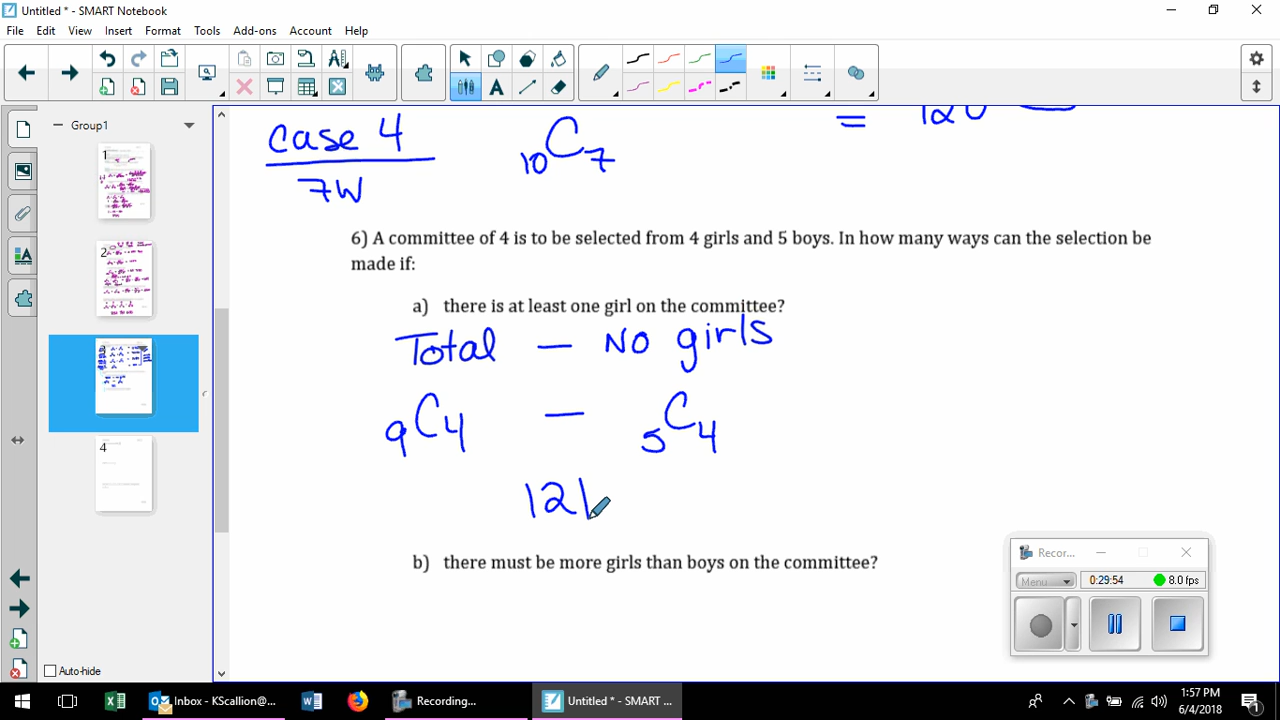 Untitled * - SMART Notebook
File Edit View Insert Format Tools Add-ons Account Help
Group1
1
2
4
Auto-hide
case 4
10C7
=
7W
6) A committee of 4 is to be selected from 4 girls and 5 boys. In how many ways can the selection be
made if:
a) there is at least one girl on the committee?
Total — No girls
9C4 — 5C4
121
b) there must be more girls than boys on the committee?
Recor...
Menu 0:29:54 8.0 fps
Inbox - KScallion@...
Recording...
Untitled * - SMART ...
1:57 PM
6/4/2018